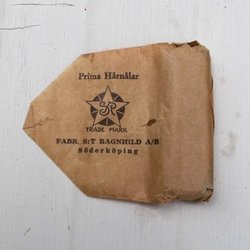 Prima Hårnålar
SR
TRADE MARK
FABR. S:T RAGNHILD A/B
Söderköping